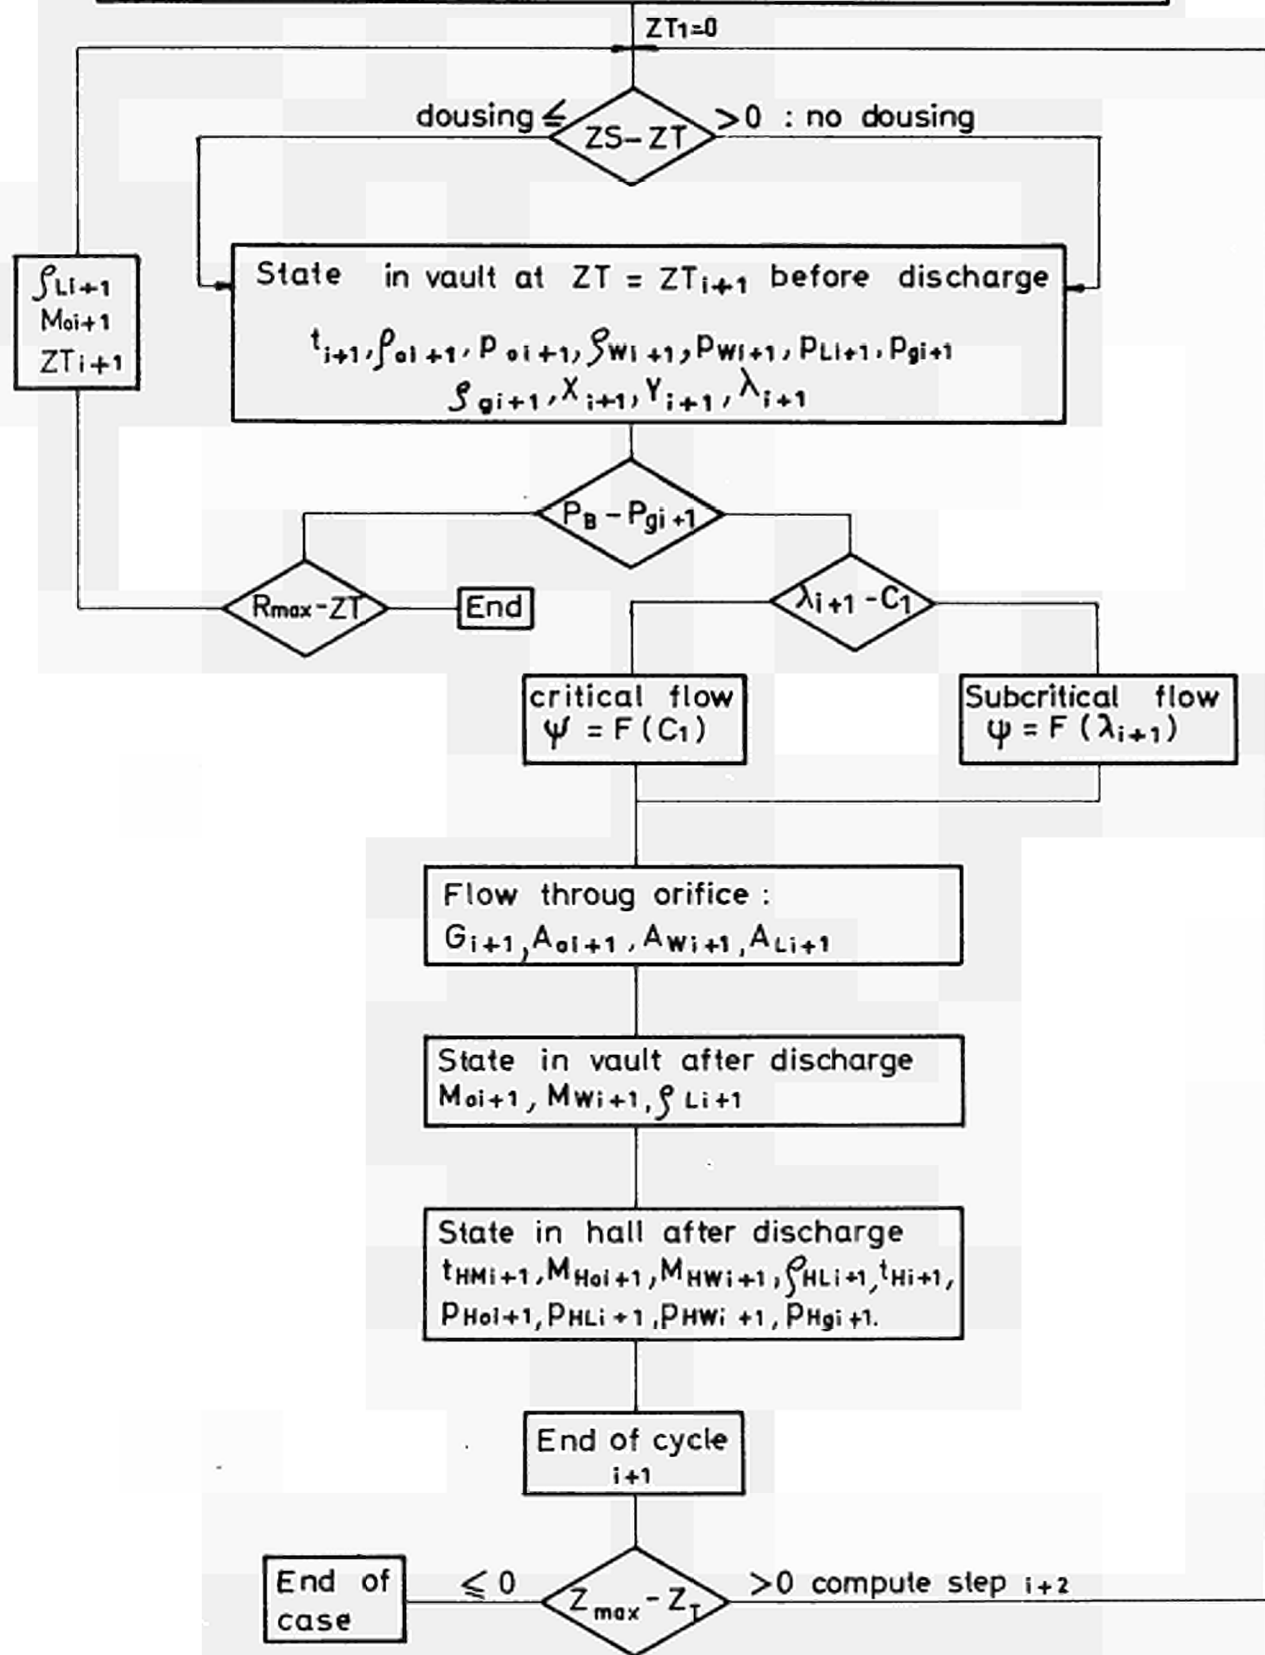 ZT1=0
dousing ≤
ZS-ZT
>0 : no dousing
State in vault at ZT = ZTi+1 before discharge
ti+1, ρoi+1, poi+1, ρWi+1, pWi+1, pLi+1, pgi+1
ρgi+1, Xi+1, Yi+1, λi+1
ρLi+1
Moi+1
ZTi+1
PB - Pgi+1
Rmax-ZT
End
λi+1 - C1
critical flow
ψ = F (C1)
Subcritical flow
ψ = F (λi+1)
Flow throug orifice :
Gi+1, Aoi+1, AWi+1, ALi+1
State in vault after discharge
Moi+1, MWi+1, ρLi+1
State in hall after discharge
tHMi+1, MHoi+1, MHWi+1, ρHLi+1, tHi+1,
PHoi+1, PHLi+1, PHWi+1, PHgi+1.
End of cycle
i+1
End of
case
≤ 0
Zmax - ZT
>0 compute step i+2